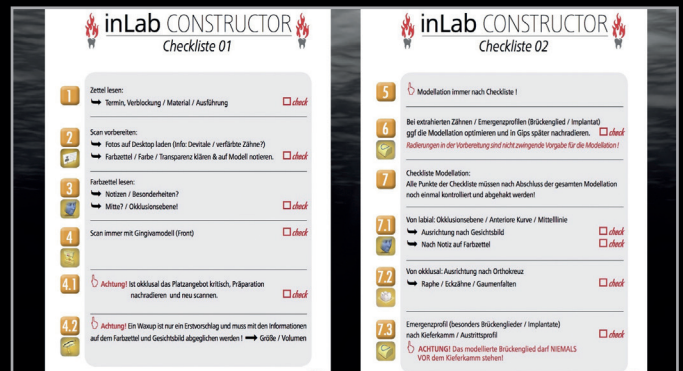 inLab CONSTRUCTOR
Checkliste 01
1
Zettel lesen:
➡ Termin, Verblockung / Material / Ausführung
check
2
Scan vorbereiten:
➡ Fotos auf Desktop laden (Info: Devitale / verfärbte Zähne?)
➡ Farbzettel / Farbe / Transparenz klären & auf Modell notieren.
check
3
Farbzettel lesen:
➡ Notizen / Besonderheiten?
➡ Mitte? / Okklusionsebene!
check
4
Scan immer mit Gingivamodell (Front)
check
4.1
Achtung! Ist okklusal das Platzangebot kritisch, Präparation
nachradieren und neu scannen.
check
4.2
Achtung! Ein Waxup ist nur ein Erstvorschlag und muss mit den Informationen
auf dem Farbzettel und Gesichtsbild abgeglichen werden ! ➡ Größe / Volumen
inLab CONSTRUCTOR
Checkliste 02
5
Modellation immer nach Checkliste !
6
Bei extrahierten Zähnen / Emergenzprofilen (Brückenglied / Implantat)
ggf die Modellation optimieren und in Gips später nachradieren.
check
Radierungen in der Vorbereitung sind nicht zwingende Vorgabe für die Modellation !
7
Checkliste Modellation:
Alle Punkte der Checkliste müssen nach Abschluss der gesamten Modellation
noch einmal kontrolliert und abgehakt werden!
7.1
Von labial: Okklusionsebene / Anteriore Kurve / Mittelllinie
➡ Ausrichtung nach Gesichtsbild
check
➡ Nach Notiz auf Farbzettel
check
7.2
Von okklusal: Ausrichtung nach Orthokreuz
➡ Raphe / Eckzähne / Gaumenfalten
check
7.3
Emergenzprofil (besonders Brückenglieder / Implantate)
nach Kieferkamm / Austrittsprofil
check
ACHTUNG! Das modellierte Brückenglied darf NIEMALS
VOR dem Kieferkamm stehen!